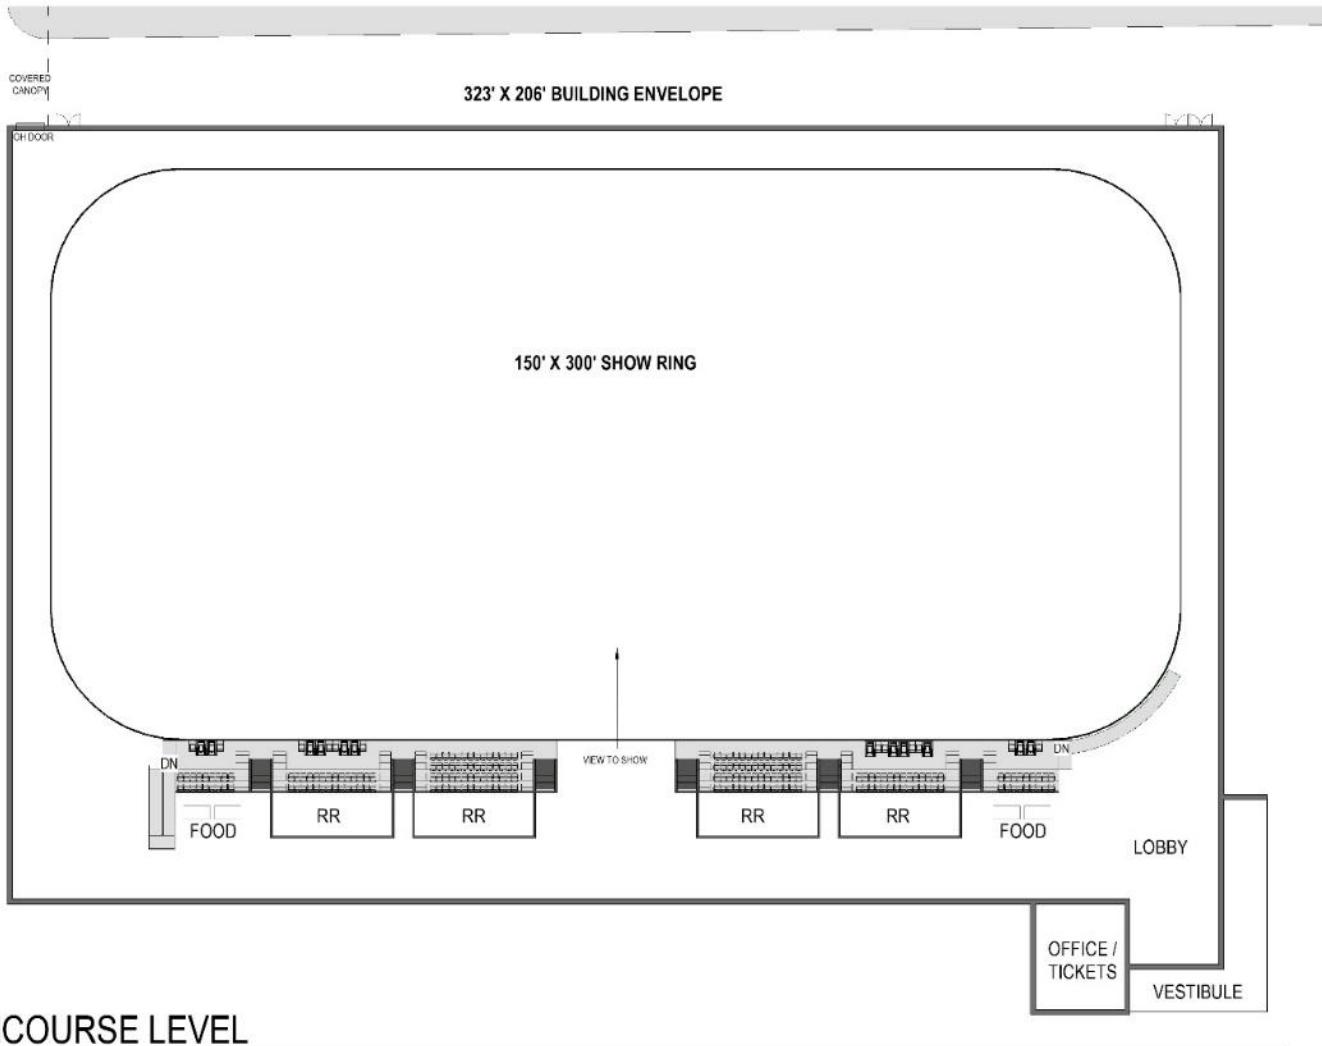 COVERED
CANOPY
323' X 206' BUILDING ENVELOPE
OH DOOR
150' X 300' SHOW RING
VIEW TO SHOW
DN
DN
RR
RR
RR
RR
FOOD
FOOD
LOBBY
OFFICE /
TICKETS
VESTIBULE
COURSE LEVEL